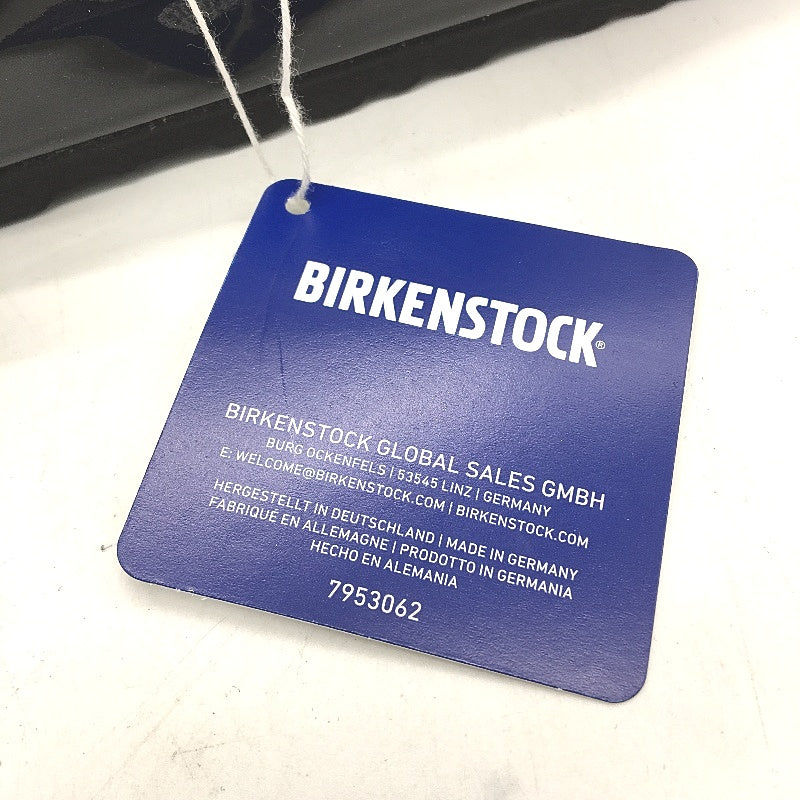 BIRKENSTOCK®
BIRKENSTOCK GLOBAL SALES GMBH
BURG OCKENFELS | 53545 LINZ | GERMANY
E: WELCOME@BIRKENSTOCK.COM | BIRKENSTOCK.COM
HERGESTELLT IN DEUTSCHLAND | MADE IN GERMANY
FABRIQUÉ EN ALLEMAGNE | PRODOTTO IN GERMANIA
HECHO EN ALEMANIA
7953062